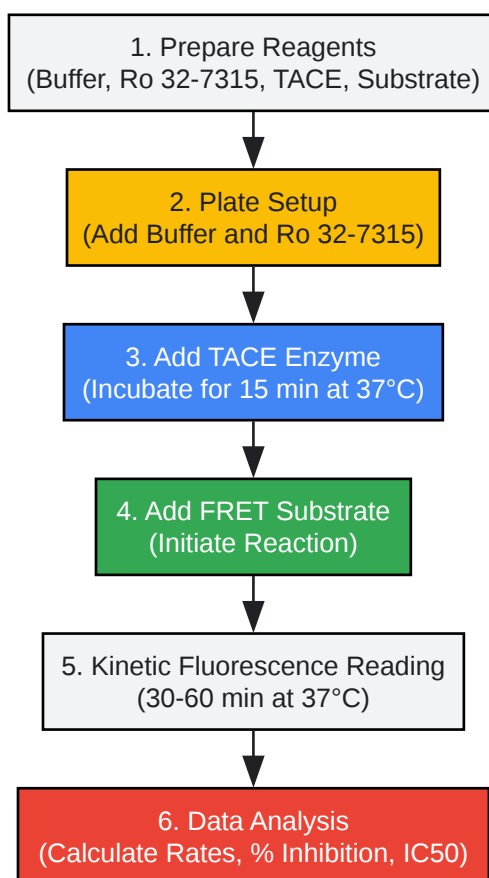 1. Prepare Reagents
(Buffer, Ro 32-7315, TACE, Substrate)
2. Plate Setup
(Add Buffer and Ro 32-7315)
3. Add TACE Enzyme
(Incubate for 15 min at 37°C)
4. Add FRET Substrate
(Initiate Reaction)
5. Kinetic Fluorescence Reading
(30-60 min at 37°C)
6. Data Analysis
(Calculate Rates, % Inhibition, IC50)